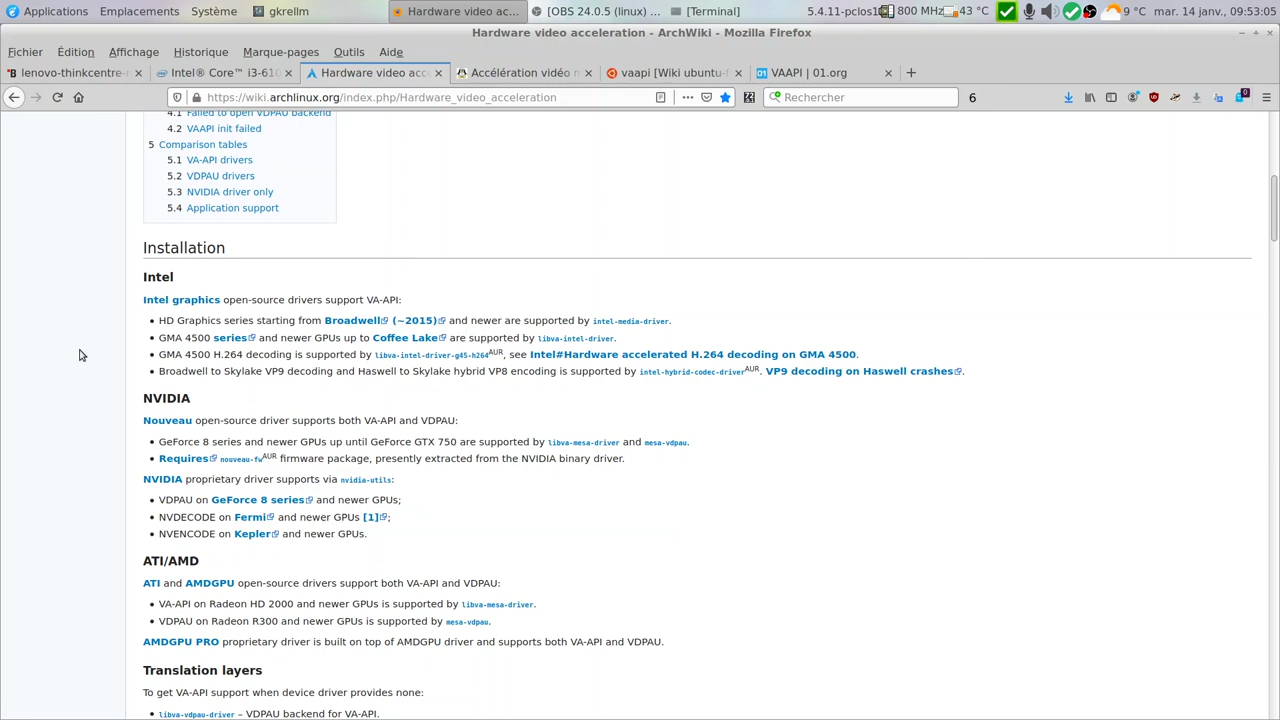 Applications Emplacements Système gkrellm Hardware video ac... [OBS 24.0.5 (linux) ... [Terminal] 5.4.11-pclos1 800 MHz 43 °C 9 °C mar. 14 janv., 09:53:05
Hardware video acceleration - ArchWiki - Mozilla Firefox
Fichier Édition Affichage Historique Marque-pages Outils Aide
lenovo-thinkcentre- Intel® Core™ i3-610 Hardware video acc Accélération vidéo m vaapi [Wiki ubuntu-f VAAPI | 01.org
https://wiki.archlinux.org/index.php/Hardware_video_acceleration Rechercher 6 0
4.1 Failed to open VDPAU backend
4.2 VAAPI init failed
5 Comparison tables
5.1 VA-API drivers
5.2 VDPAU drivers
5.3 NVIDIA driver only
5.4 Application support
Installation
Intel
Intel graphics open-source drivers support VA-API:
• HD Graphics series starting from Broadwell (~2015) and newer are supported by intel-media-driver.
• GMA 4500 series and newer GPUs up to Coffee Lake are supported by libva-intel-driver.
• GMA 4500 H.264 decoding is supported by libva-intel-driver-g45-h264AUR, see Intel#Hardware accelerated H.264 decoding on GMA 4500.
• Broadwell to Skylake VP9 decoding and Haswell to Skylake hybrid VP8 encoding is supported by intel-hybrid-codec-driverAUR. VP9 decoding on Haswell crashes.
NVIDIA
Nouveau open-source driver supports both VA-API and VDPAU:
• GeForce 8 series and newer GPUs up until GeForce GTX 750 are supported by libva-mesa-driver and mesa-vdpau.
• Requires nouveau-fwAUR firmware package, presently extracted from the NVIDIA binary driver.
NVIDIA proprietary driver supports via nvidia-utils:
• VDPAU on GeForce 8 series and newer GPUs;
• NVDECODE on Fermi and newer GPUs [1];
• NVENCODE on Kepler and newer GPUs.
ATI/AMD
ATI and AMDGPU open-source drivers support both VA-API and VDPAU:
• VA-API on Radeon HD 2000 and newer GPUs is supported by libva-mesa-driver.
• VDPAU on Radeon R300 and newer GPUs is supported by mesa-vdpau.
AMDGPU PRO proprietary driver is built on top of AMDGPU driver and supports both VA-API and VDPAU.
Translation layers
To get VA-API support when device driver provides none:
• libva-vdpau-driver – VDPAU backend for VA-API.